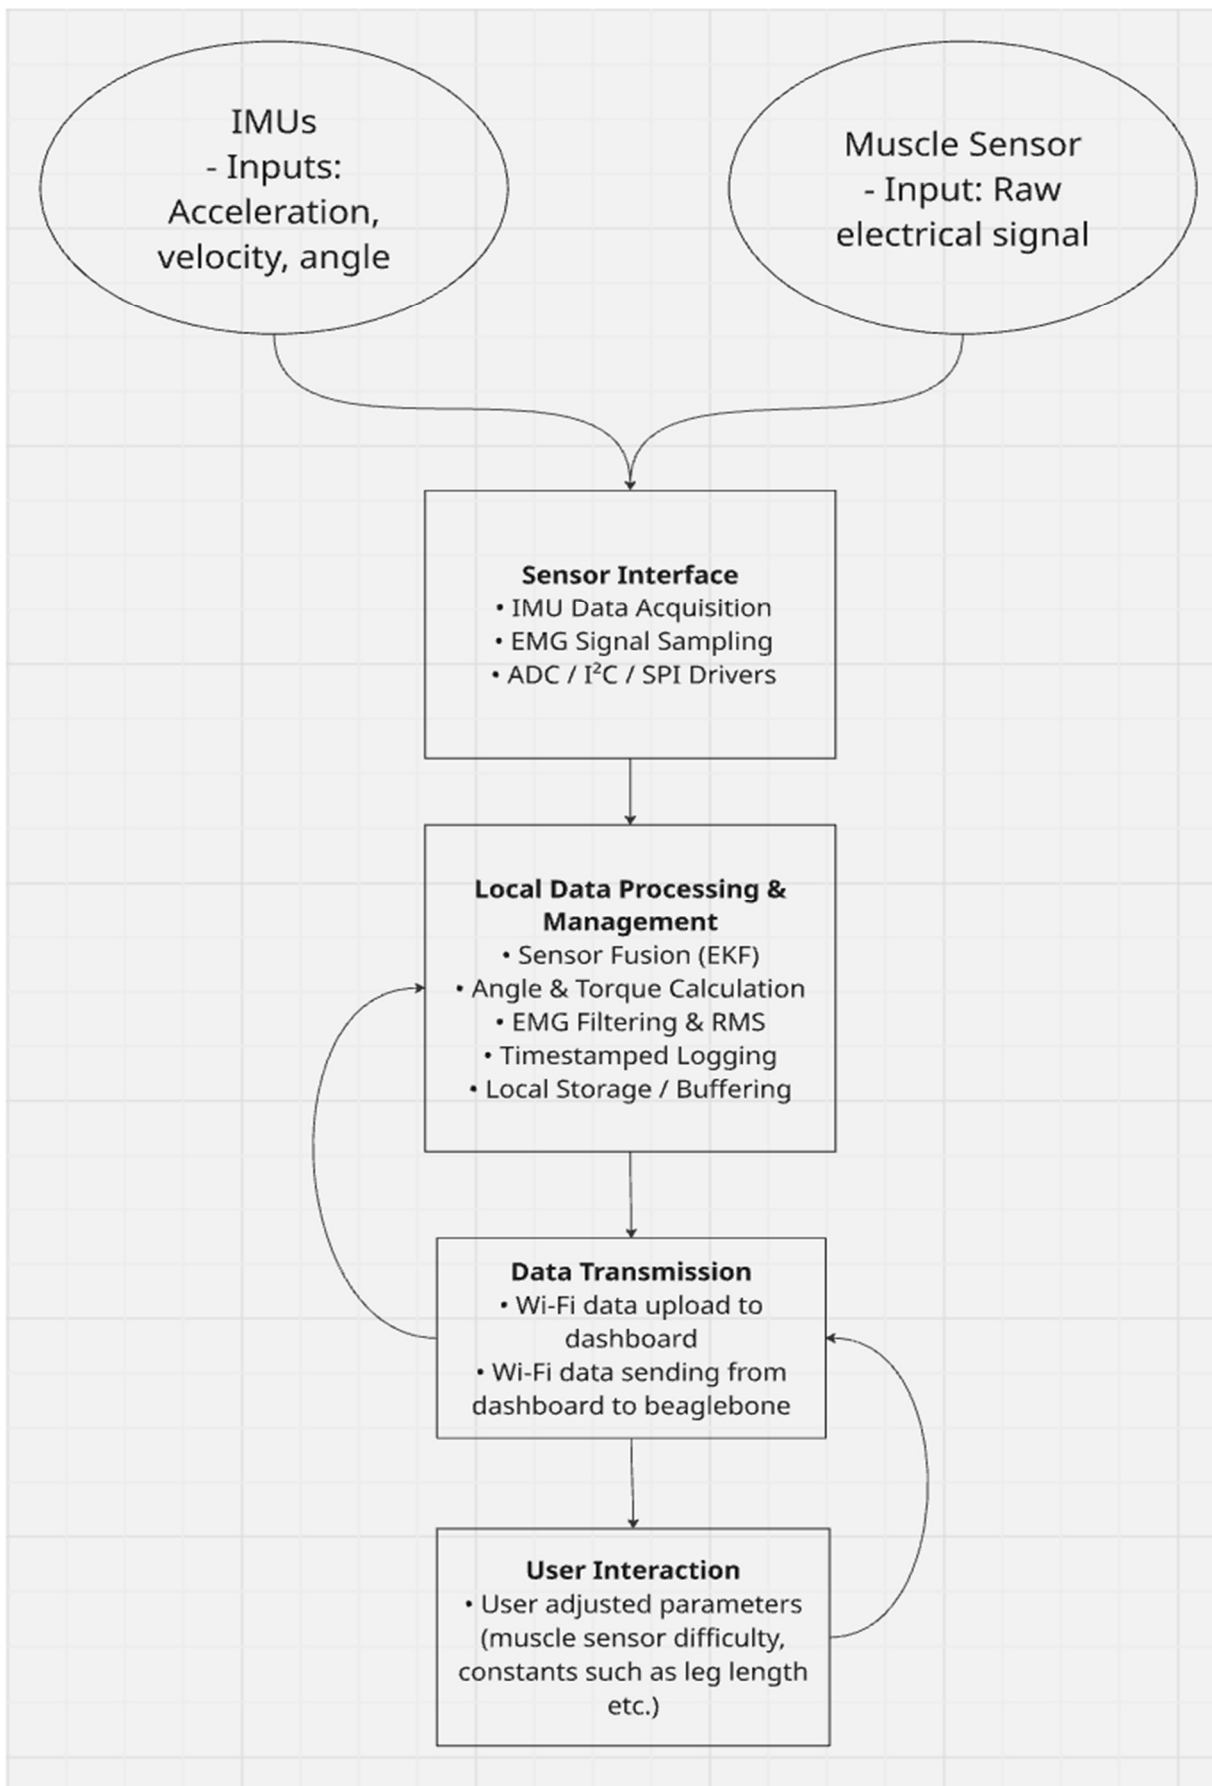 IMUs
- Inputs:
Acceleration,
velocity, angle
Muscle Sensor
- Input: Raw
electrical signal
Sensor Interface
• IMU Data Acquisition
• EMG Signal Sampling
• ADC / I²C / SPI Drivers
Local Data Processing &
Management
• Sensor Fusion (EKF)
• Angle & Torque Calculation
• EMG Filtering & RMS
• Timestamped Logging
• Local Storage / Buffering
Data Transmission
• Wi-Fi data upload to
dashboard
• Wi-Fi data sending from
dashboard to beaglebone
User Interaction
• User adjusted parameters
(muscle sensor difficulty,
constants such as leg length
etc.)